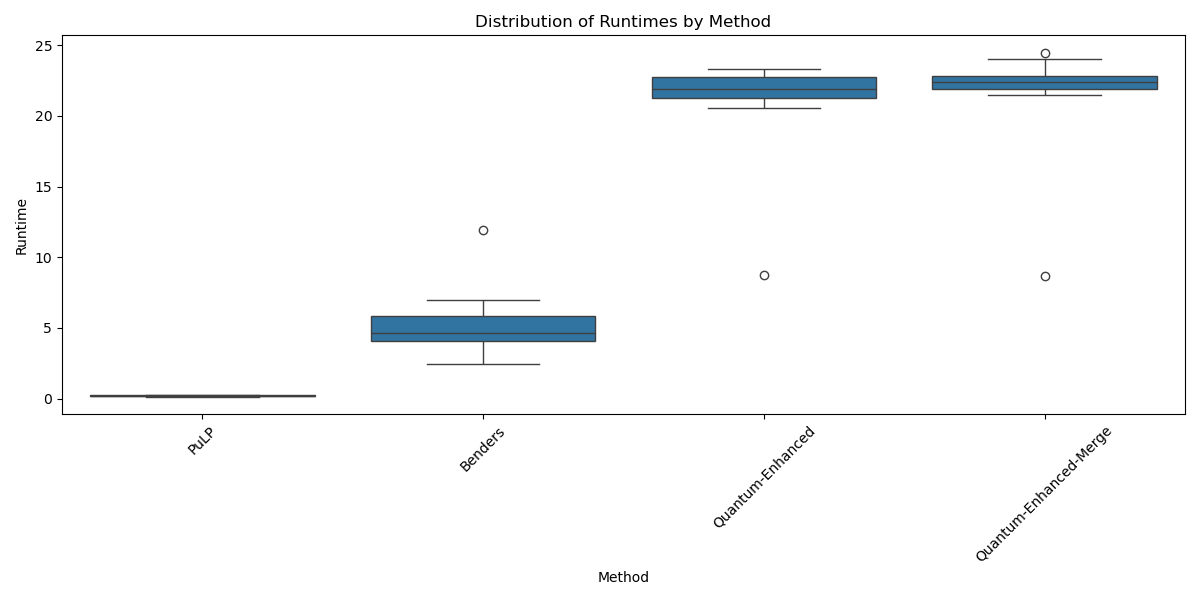 Distribution of Runtimes by Method
Runtime
25
20
15
10
5
0
PuLP
Benders
Quantum-Enhanced
Quantum-Enhanced-Merge
Method